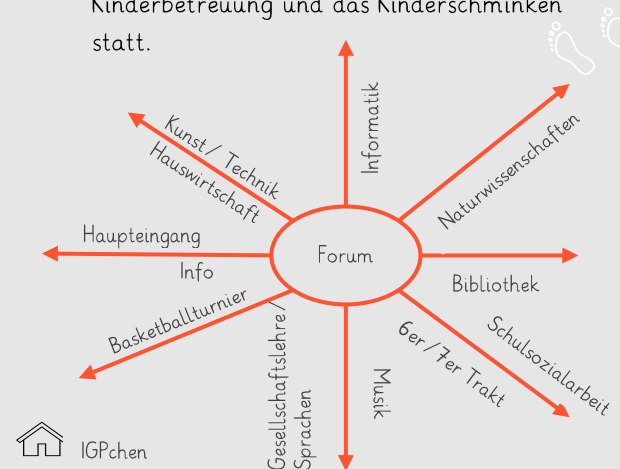 Kinderbetreuung und das Kinderschminken
statt.
Informatik
Kunst/ Technik
Hauswirtschaft
Naturwissenschaften
Haupteingang
Info
Forum
Bibliothek
Basketballturnier
Gesellschaftslehre/
Sprachen
Musik
6er/7er Trakt
Schulsozialarbeit
IGPchen